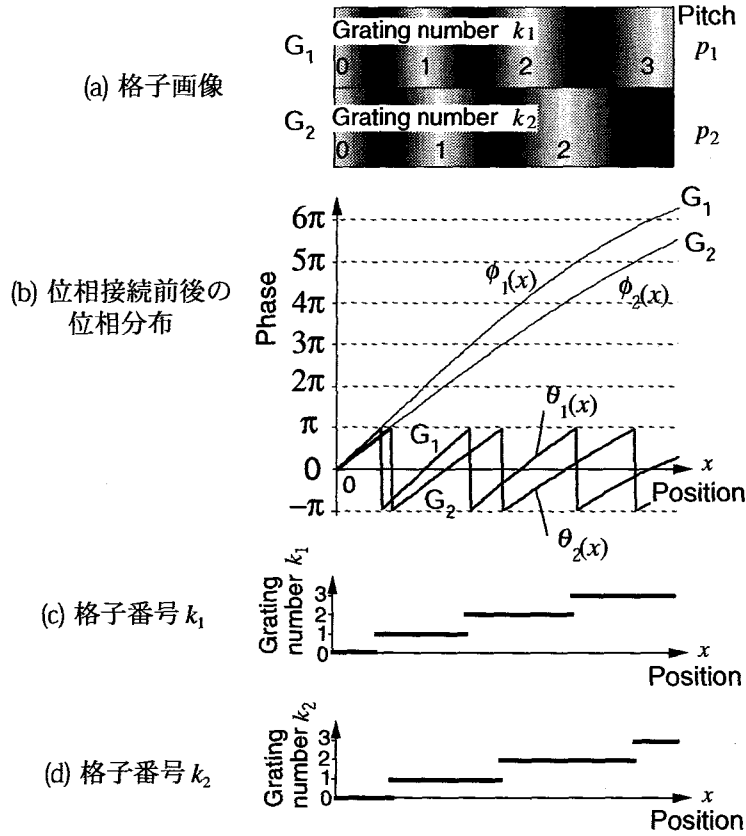 Pitch
G1
Grating number k1
p1
0 1 2 3
(a) 格子画像
G2
Grating number k2
p2
0 1 2
(b) 位相接続前後の
位相分布
Phase
6π
5π
4π
3π
2π
π
0
−π
G1
G2
ϕ1(x)
ϕ2(x)
θ1(x)
G1
G2
0
x
Position
θ2(x)
(c) 格子番号 k1
Grating
number k1
3
2
1
0
x
Position
(d) 格子番号 k2
Grating
number k2
3
2
1
0
x
Position